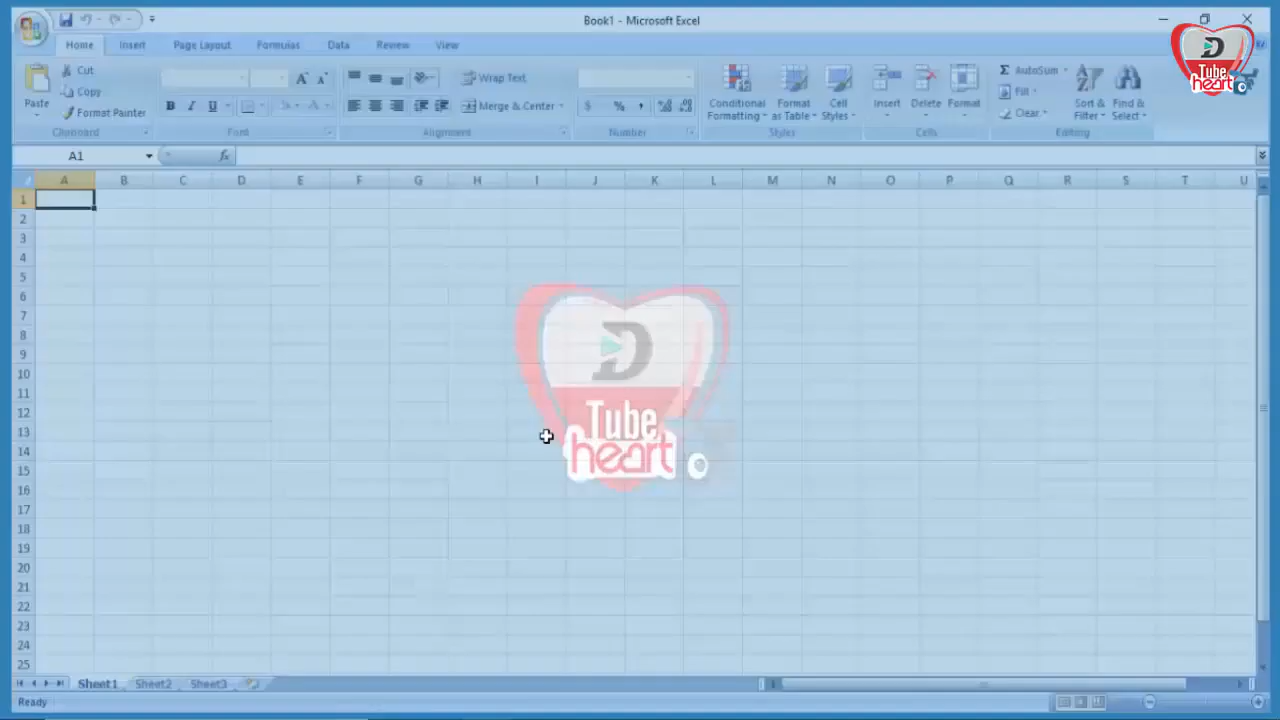 Book1 - Microsoft Excel
Home Insert Page Layout Formulas Data Review View
Paste
Cut
Copy
Format Painter
Clipboard
B I U
Font
Wrap Text
Merge & Center
Alignment
$ % ,
Number
Conditional Formatting
Format as Table
Cell Styles
Styles
Insert Delete Format
Cells
Σ AutoSum
Fill
Clear
Sort & Filter
Find & Select
Editing
D
Tube
heart
A1 fx
A B C D E F G H I J K L M N O P Q R S T U
1
2
3
4
5
6
7
8
9
10
11
12
13
14
15
16
17
18
19
20
21
22
23
24
25
D
Tube
heart
Sheet1 Sheet2 Sheet3
Ready